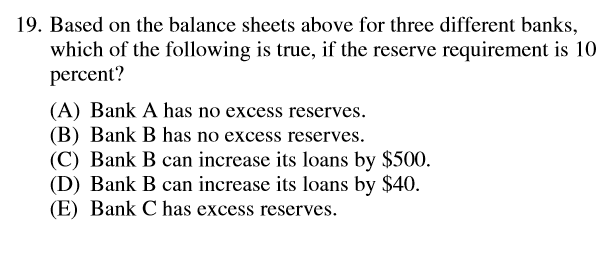 19. Based on the balance sheets above for three different banks,
which of the following is true, if the reserve requirement is 10
percent?
(A) Bank A has no excess reserves.
(B) Bank B has no excess reserves.
(C) Bank B can increase its loans by $500.
(D) Bank B can increase its loans by $40.
(E) Bank C has excess reserves.